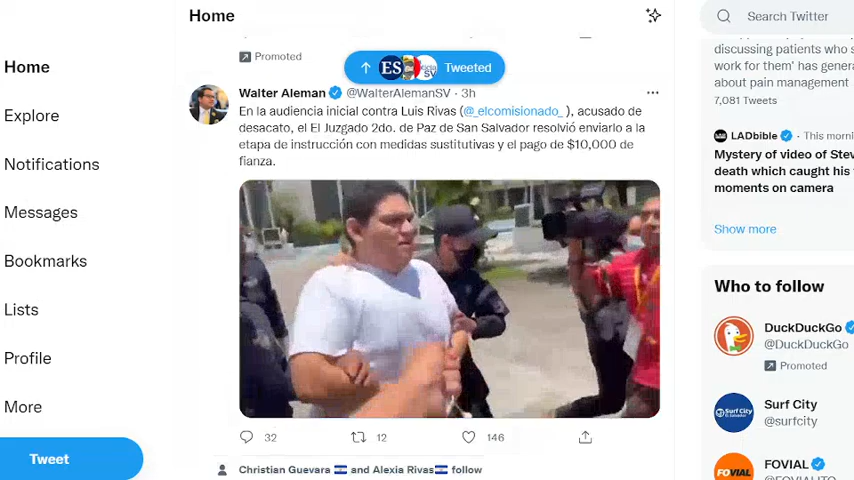 Home
Explore
Notifications
Messages
Bookmarks
Lists
Profile
More
Tweet
Home
Promoted
ES
SV
Tweeted
Walter Aleman @WalterAlemanSV · 3h
En la audiencia inicial contra Luis Rivas (@_elcomisionado_ ), acusado de
desacato, el El Juzgado 2do. de Paz de San Salvador resolvió enviarlo a la
etapa de instrucción con medidas sustitutivas y el pago de $10,000 de
fianza.
32 12 146
Christian Guevara and Alexia Rivas follow
Search Twitter
discussing patients who s
work for them' has genera
about pain management
7,081 Tweets
LADbible · This morni
Mystery of video of Stev
death which caught his
moments on camera
Show more
Who to follow
DuckDuckGo
@DuckDuckGo
Promoted
Surf City
@surfcity
FOVIAL